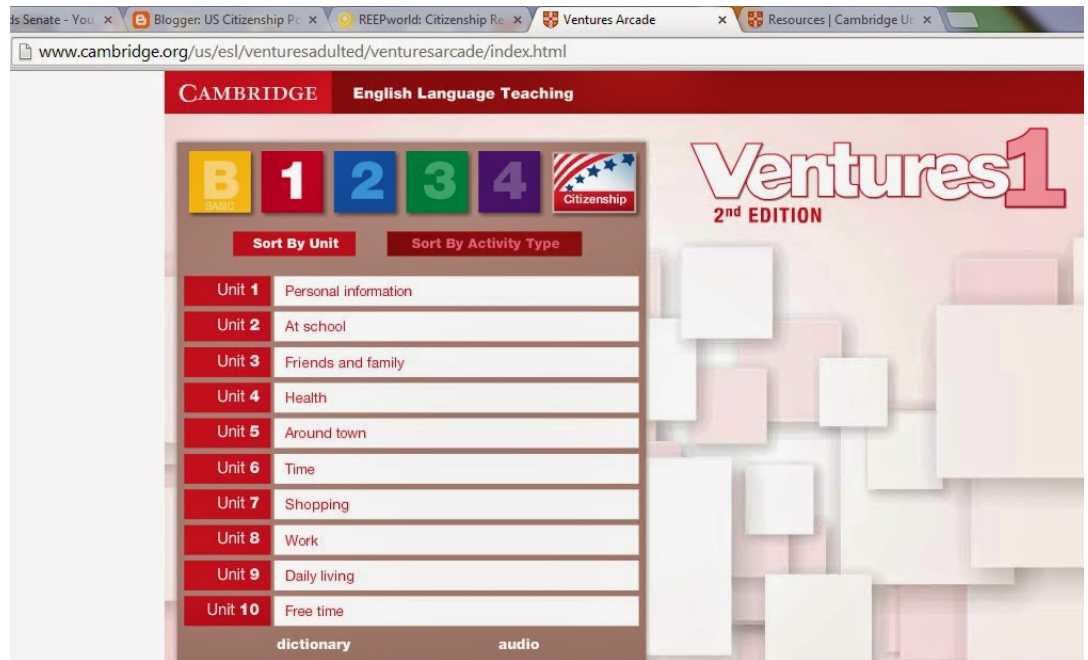 ds Senate - You × Blogger: US Citizenship Po × REEPworld: Citizenship Re × Ventures Arcade × Resources | Cambridge Un ×
www.cambridge.org/us/esl/venturesadulted/venturesarcade/index.html
CAMBRIDGE English Language Teaching
B 1 2 3 4
BASIC
Citizenship
Ventures 1
2nd EDITION
Sort By Unit Sort By Activity Type
Unit 1 Personal information
Unit 2 At school
Unit 3 Friends and family
Unit 4 Health
Unit 5 Around town
Unit 6 Time
Unit 7 Shopping
Unit 8 Work
Unit 9 Daily living
Unit 10 Free time
dictionary audio